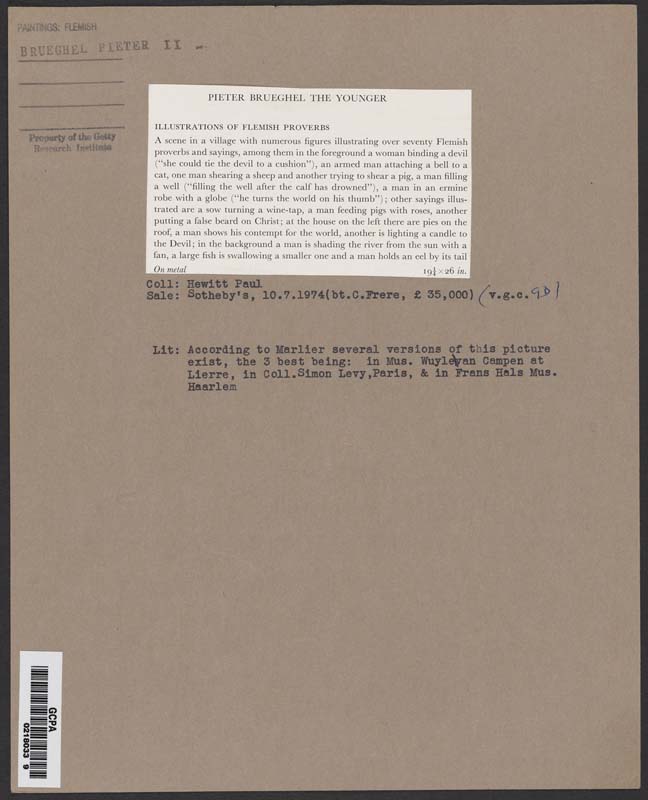 PAINTINGS: FLEMISH
BRUEGHEL PIETER II -
Property of the Getty
Research Institute
PIETER BRUEGHEL THE YOUNGER
ILLUSTRATIONS OF FLEMISH PROVERBS
A scene in a village with numerous figures illustrating over seventy Flemish
proverbs and sayings, among them in the foreground a woman binding a devil
("she could tie the devil to a cushion"), an armed man attaching a bell to a
cat, one man shearing a sheep and another trying to shear a pig, a man filling
a well ("filling the well after the calf has drowned"), a man in an ermine
robe with a globe ("he turns the world on his thumb"); other sayings illus-
trated are a sow turning a wine-tap, a man feeding pigs with roses, another
putting a false beard on Christ; at the house on the left there are pies on the
roof, a man shows his contempt for the world, another is lighting a candle to
the Devil; in the background a man is shading the river from the sun with a
fan, a large fish is swallowing a smaller one and a man holds an eel by its tail
On metal 19¼ × 26 in.
Coll: Hewitt Paul
Sale: Sotheby's, 10.7.1974(bt.C.Frere, £ 35,000) (v.g.c. GD)
Lit: According to Marlier several versions of this picture
exist, the 3 best being: in Mus. Wuyts van Campen at
Lierre, in Coll.Simon Levy,Paris, & in Frans Hals Mus.
Haarlem
GCPA
0218033 9